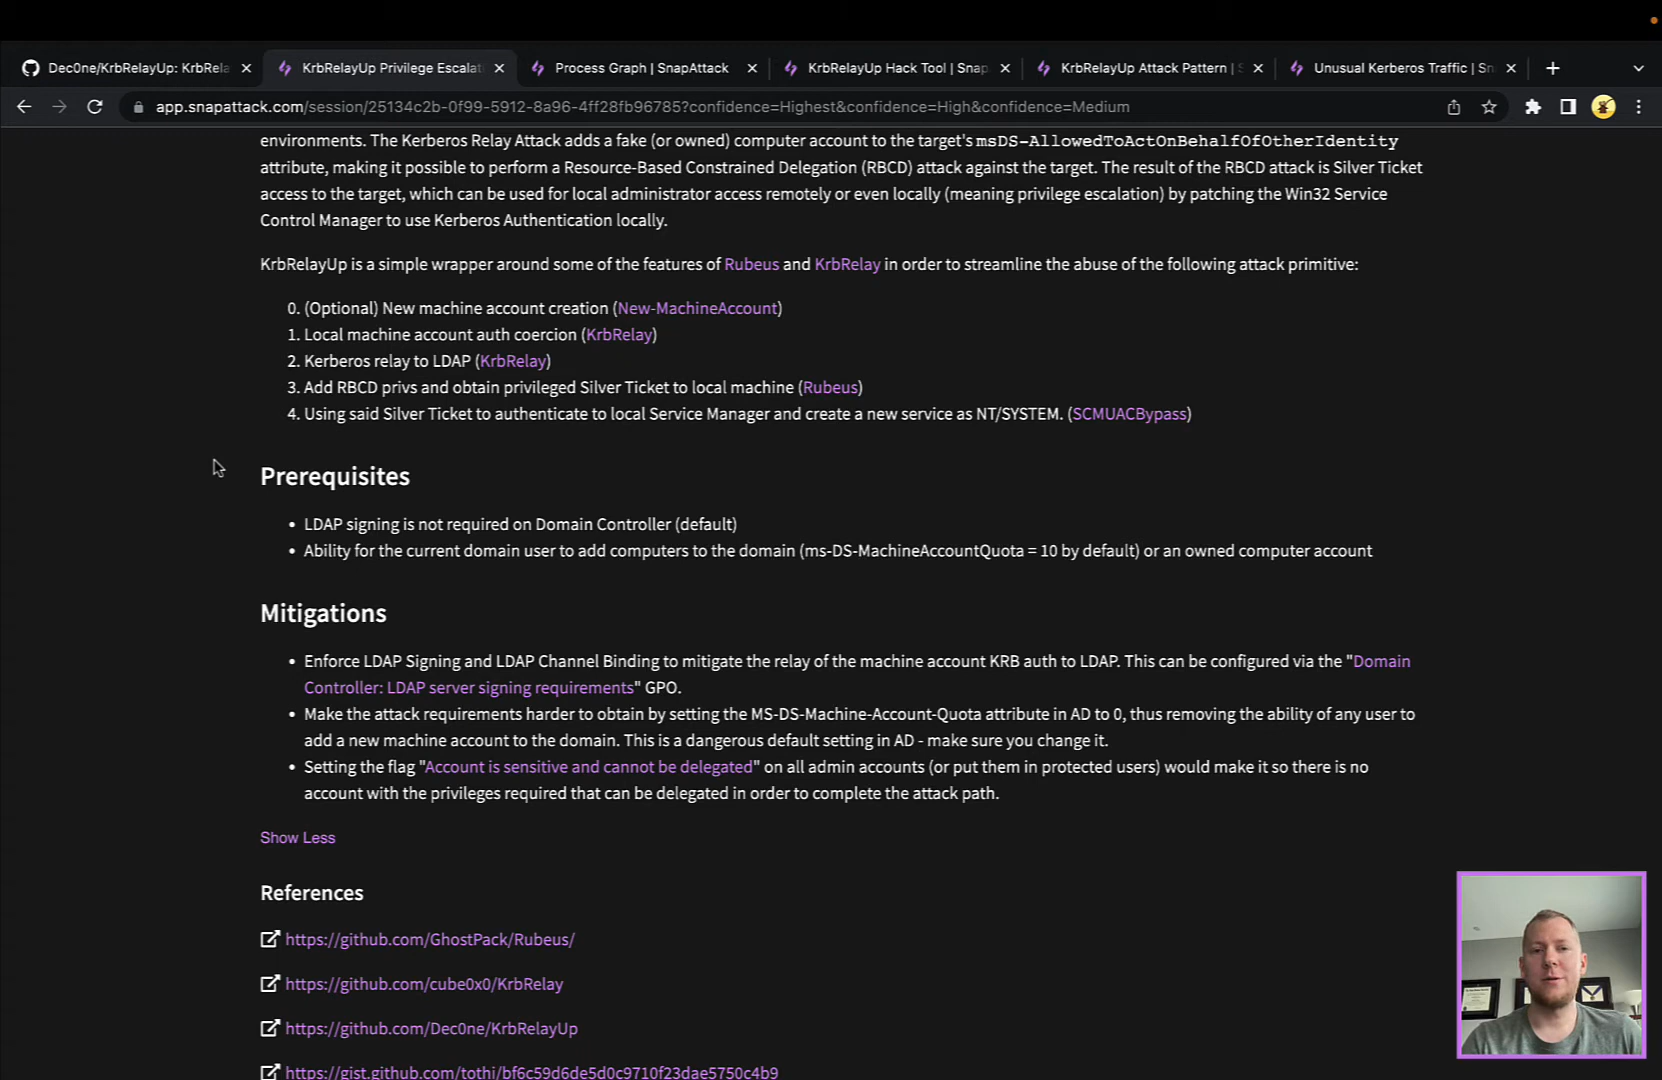 Dec0ne/KrbRelayUp: KrbRela
KrbRelayUp Privilege Escalati
Process Graph | SnapAttack
KrbRelayUp Hack Tool | Snap
KrbRelayUp Attack Pattern | S
Unusual Kerberos Traffic | Sn
app.snapattack.com/session/25134c2b-0f99-5912-8a96-4ff28fb96785?confidence=Highest&confidence=High&confidence=Medium
environments. The Kerberos Relay Attack adds a fake (or owned) computer account to the target's msDS-AllowedToActOnBehalfOfOtherIdentity
attribute, making it possible to perform a Resource-Based Constrained Delegation (RBCD) attack against the target. The result of the RBCD attack is Silver Ticket
access to the target, which can be used for local administrator access remotely or even locally (meaning privilege escalation) by patching the Win32 Service
Control Manager to use Kerberos Authentication locally.
KrbRelayUp is a simple wrapper around some of the features of Rubeus and KrbRelay in order to streamline the abuse of the following attack primitive:
0. (Optional) New machine account creation (New-MachineAccount)
1. Local machine account auth coercion (KrbRelay)
2. Kerberos relay to LDAP (KrbRelay)
3. Add RBCD privs and obtain privileged Silver Ticket to local machine (Rubeus)
4. Using said Silver Ticket to authenticate to local Service Manager and create a new service as NT/SYSTEM. (SCMUACBypass)
Prerequisites
• LDAP signing is not required on Domain Controller (default)
• Ability for the current domain user to add computers to the domain (ms-DS-MachineAccountQuota = 10 by default) or an owned computer account
Mitigations
• Enforce LDAP Signing and LDAP Channel Binding to mitigate the relay of the machine account KRB auth to LDAP. This can be configured via the "Domain
Controller: LDAP server signing requirements" GPO.
• Make the attack requirements harder to obtain by setting the MS-DS-Machine-Account-Quota attribute in AD to 0, thus removing the ability of any user to
add a new machine account to the domain. This is a dangerous default setting in AD - make sure you change it.
• Setting the flag "Account is sensitive and cannot be delegated" on all admin accounts (or put them in protected users) would make it so there is no
account with the privileges required that can be delegated in order to complete the attack path.
Show Less
References
https://github.com/GhostPack/Rubeus/
https://github.com/cube0x0/KrbRelay
https://github.com/Dec0ne/KrbRelayUp
https://gist.github.com/tothi/bf6c59d6de5d0c9710f23dae5750c4b9